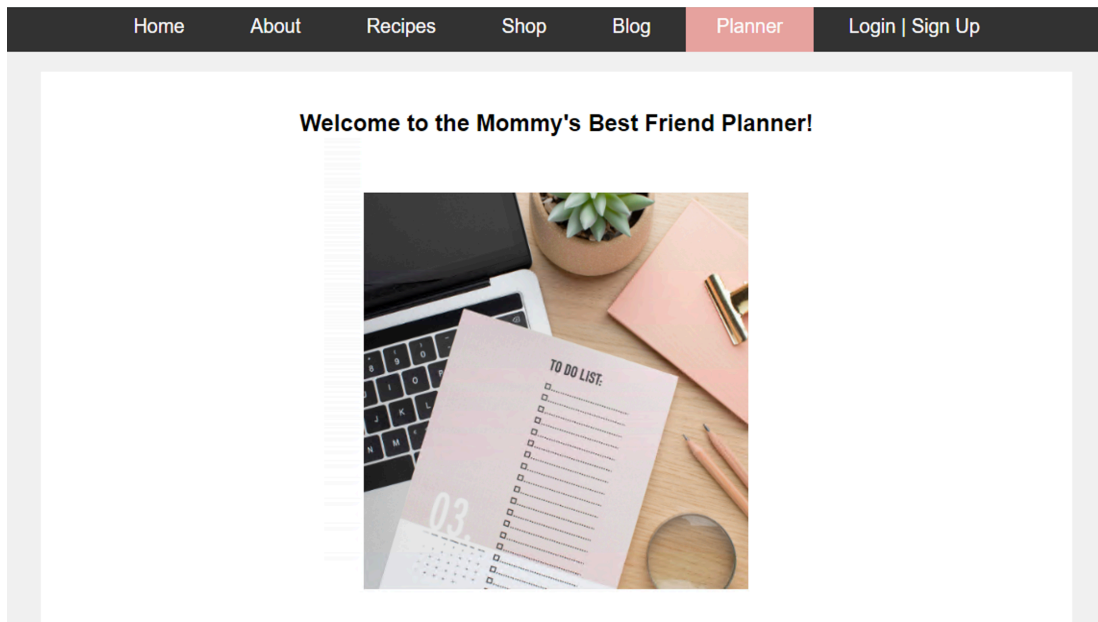 Home About Recipes Shop Blog Planner Login | Sign Up
Welcome to the Mommy's Best Friend Planner!
TO DO LIST:
03.